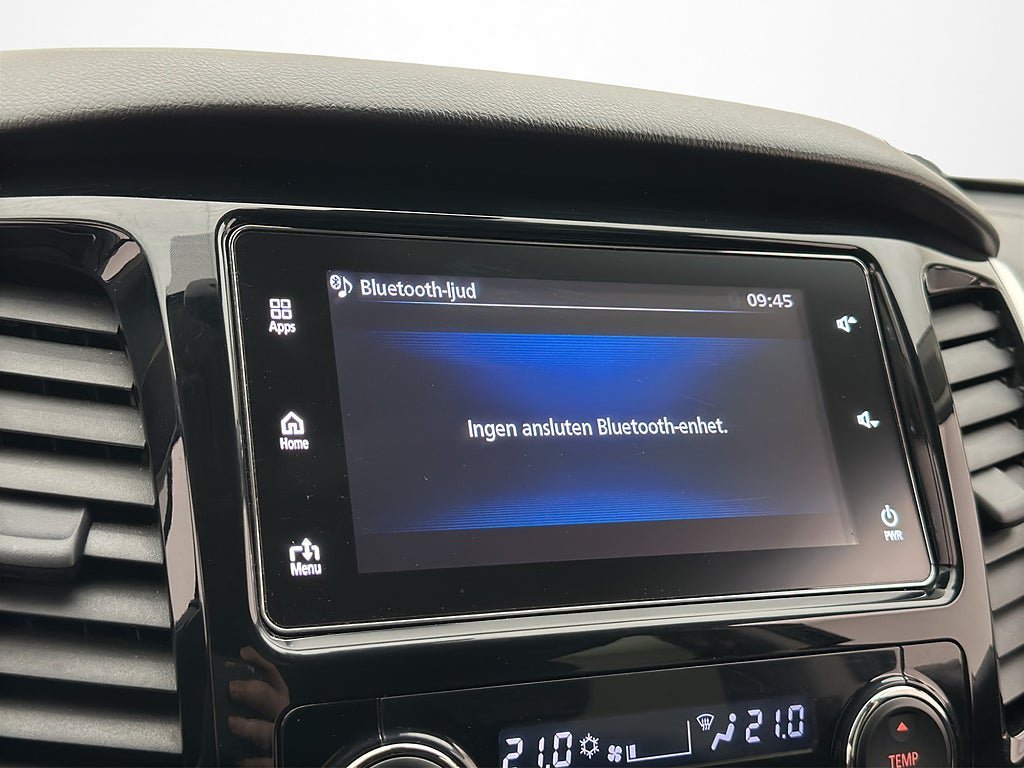 Bluetooth-ljud
09:45
Apps
Ingen ansluten Bluetooth-enhet.
Home
Menu
PWR
21.0
21.0
TEMP